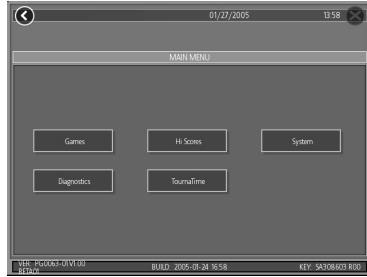 01/27/2005 13:58
MAIN MENU
Games Hi Scores System
Diagnostics TournaTime
VER: PG0063-01V1.00 BUILD: 2005-01-24 16:58 KEY: SA308603 R00
BETA01